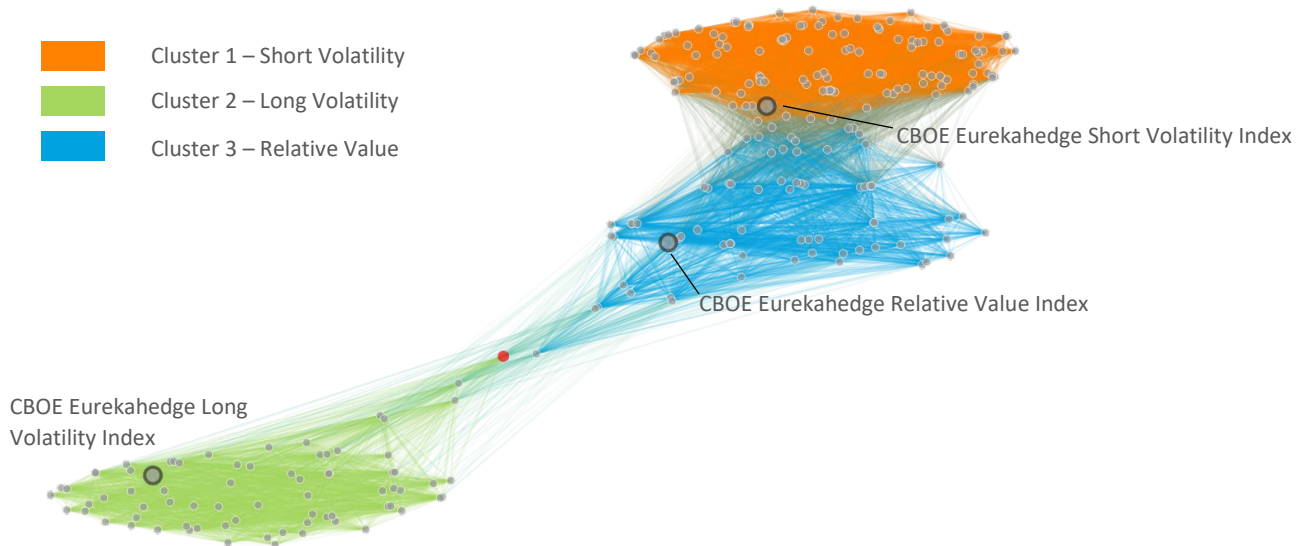 Cluster 1 – Short Volatility
Cluster 2 – Long Volatility
Cluster 3 – Relative Value
CBOE Eurekahedge Short Volatility Index
CBOE Eurekahedge Relative Value Index
CBOE Eurekahedge Long
Volatility Index